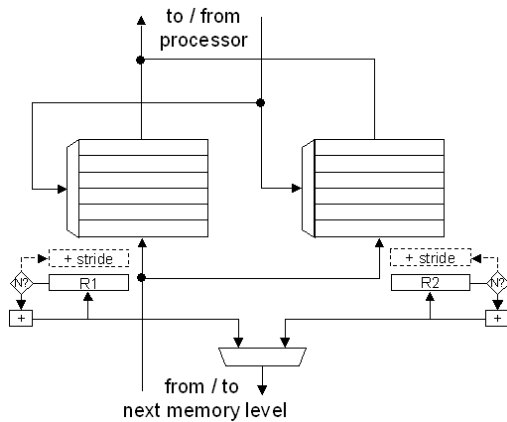 to / from
processor
+ stride
+ stride
N?
R1
R2
N?
+
+
from / to
next memory level